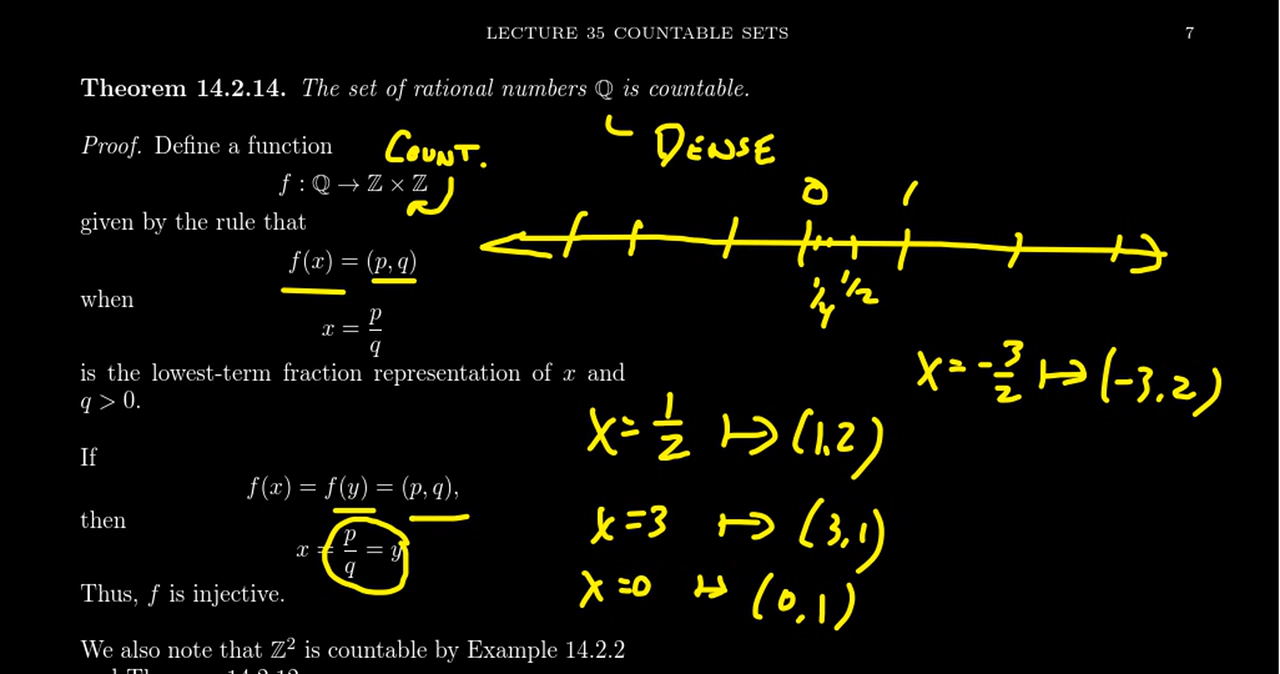 LECTURE 35 COUNTABLE SETS 7
Theorem 14.2.14. The set of rational numbers ℚ is countable.
DENSE
Proof. Define a function
COUNT.
f : ℚ → ℤ × ℤ
0 1
given by the rule that
f(x) = (p, q)
1/4 1/2
when
x = p/q
x = -3/2 ↦ (-3, 2)
is the lowest-term fraction representation of x and
q > 0.
x = 1/2 ↦ (1, 2)
If
f(x) = f(y) = (p, q),
then
x = 3 ↦ (3, 1)
x = p/q = y
x = 0 ↦ (0, 1)
Thus, f is injective.
We also note that ℤ² is countable by Example 14.2.2